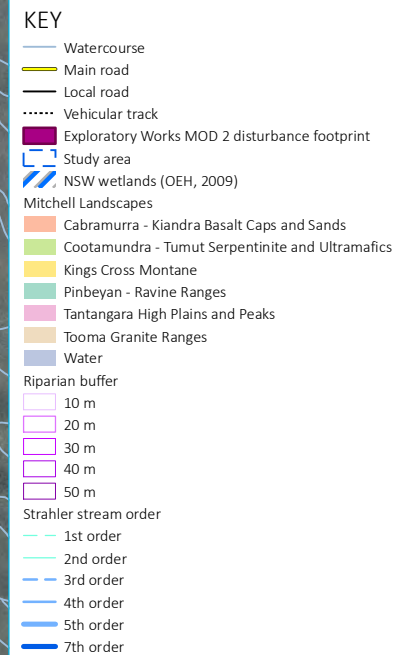 KEY
Watercourse
Main road
Local road
Vehicular track
Exploratory Works MOD 2 disturbance footprint
Study area
NSW wetlands (OEH, 2009)
Mitchell Landscapes
Cabramurra - Kiandra Basalt Caps and Sands
Cootamundra - Tumut Serpentinite and Ultramafics
Kings Cross Montane
Pinbeyan - Ravine Ranges
Tantangara High Plains and Peaks
Tooma Granite Ranges
Water
Riparian buffer
10 m
20 m
30 m
40 m
50 m
Strahler stream order
1st order
2nd order
3rd order
4th order
5th order
7th order